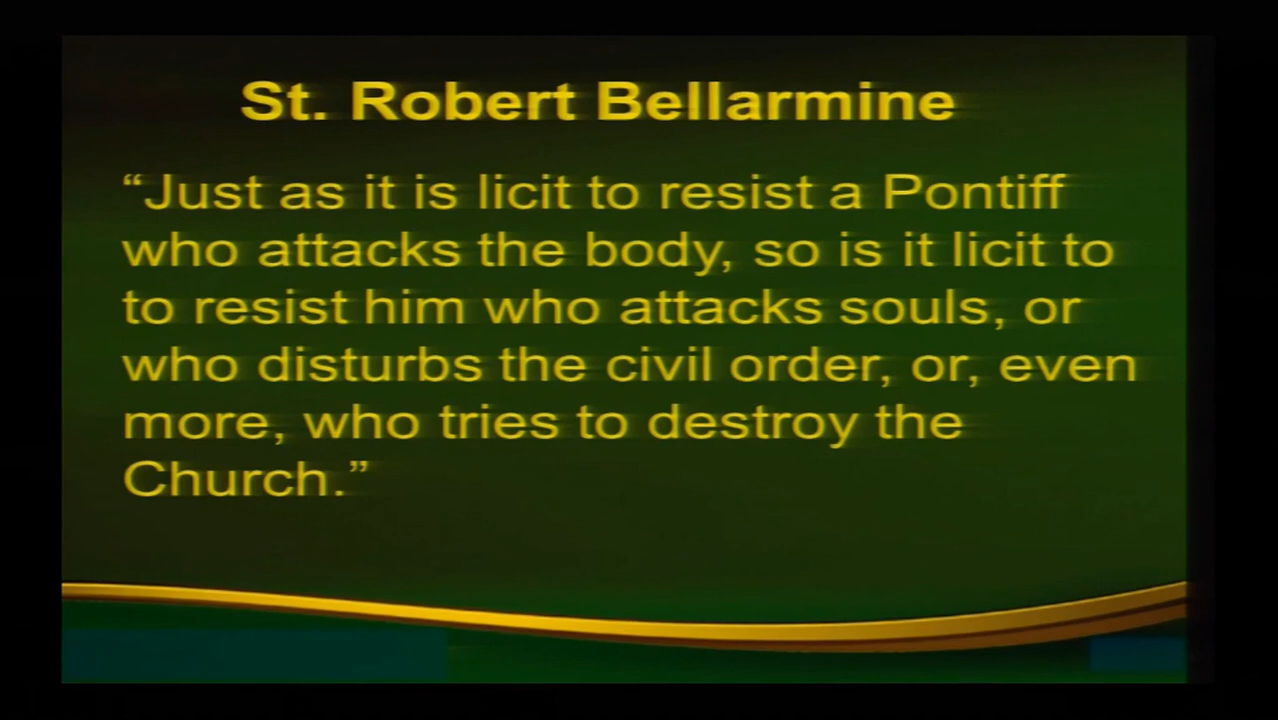 St. Robert Bellarmine
“Just as it is licit to resist a Pontiff
who attacks the body, so is it licit to
to resist him who attacks souls, or
who disturbs the civil order, or, even
more, who tries to destroy the
Church.”